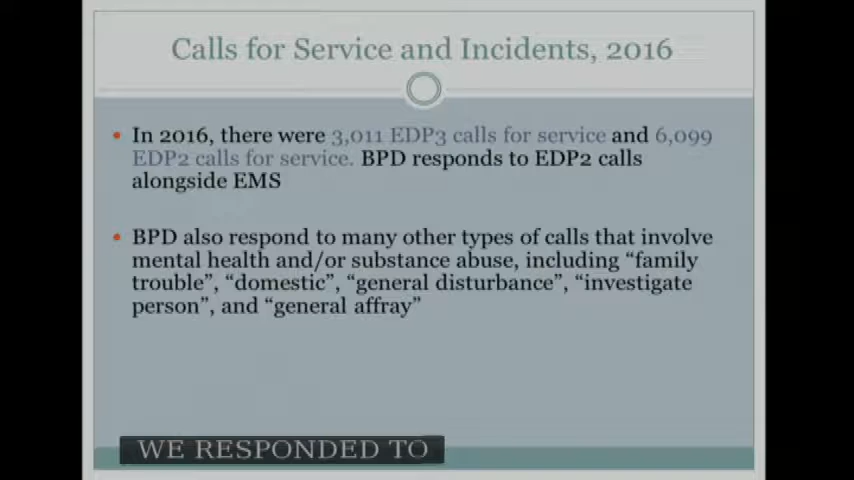 Calls for Service and Incidents, 2016
• In 2016, there were 3,011 EDP3 calls for service and 6,099
EDP2 calls for service. BPD responds to EDP2 calls
alongside EMS
• BPD also respond to many other types of calls that involve
mental health and/or substance abuse, including “family
trouble”, “domestic”, “general disturbance”, “investigate
person”, and “general affray”
WE RESPONDED TO